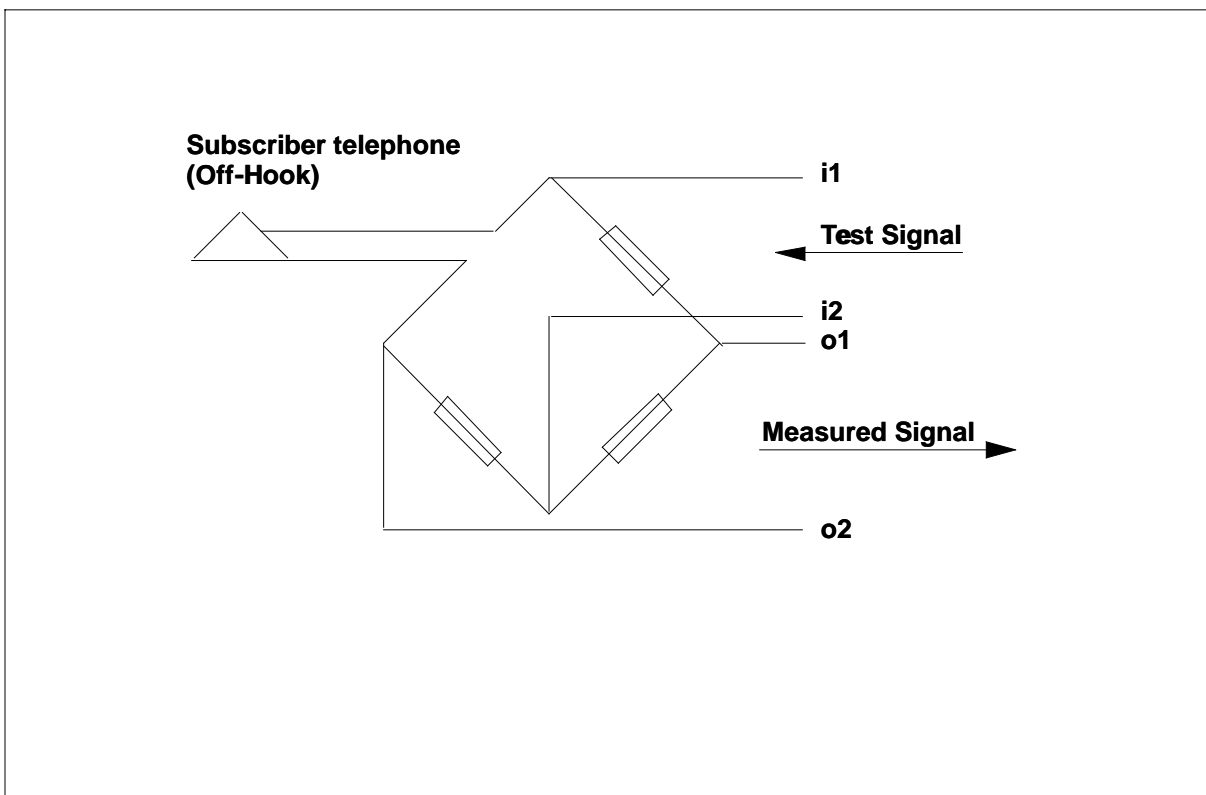 Subscriber telephone
(Off-Hook)
i1
Test Signal
i2
o1
Measured Signal
o2